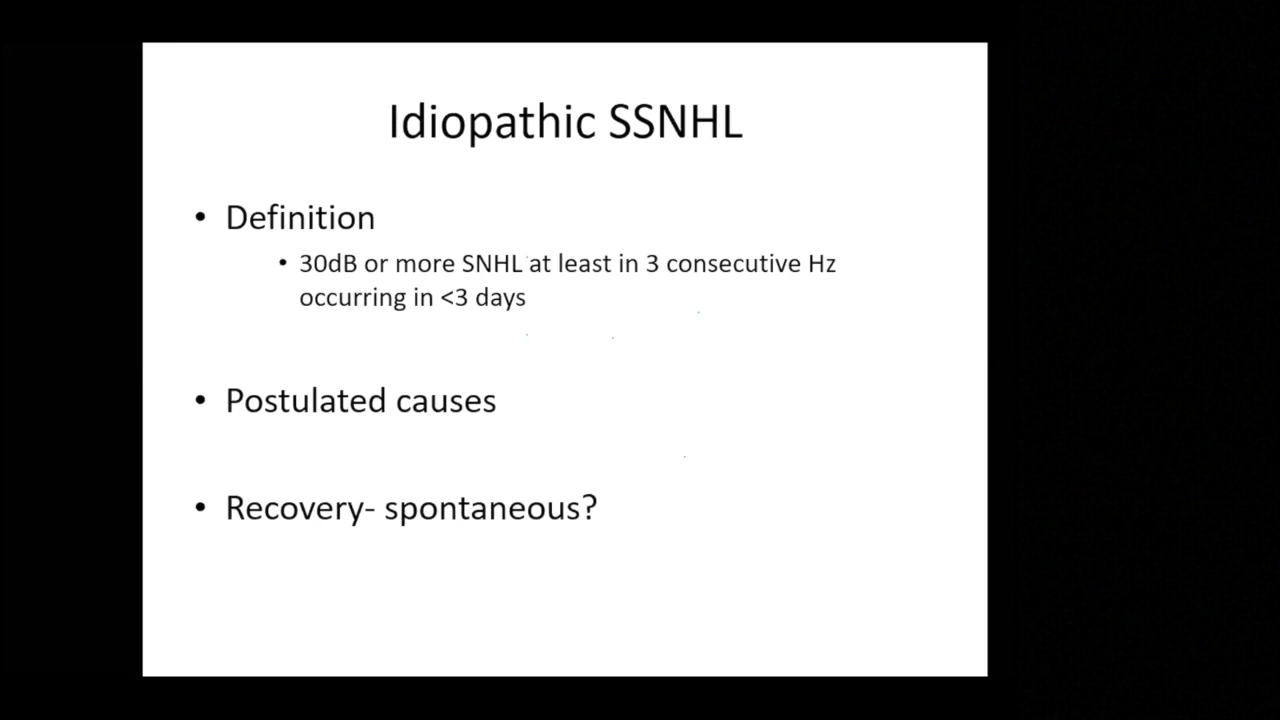 Idiopathic SSNHL
• Definition
• 30dB or more SNHL at least in 3 consecutive Hz
occurring in <3 days
• Postulated causes
• Recovery- spontaneous?